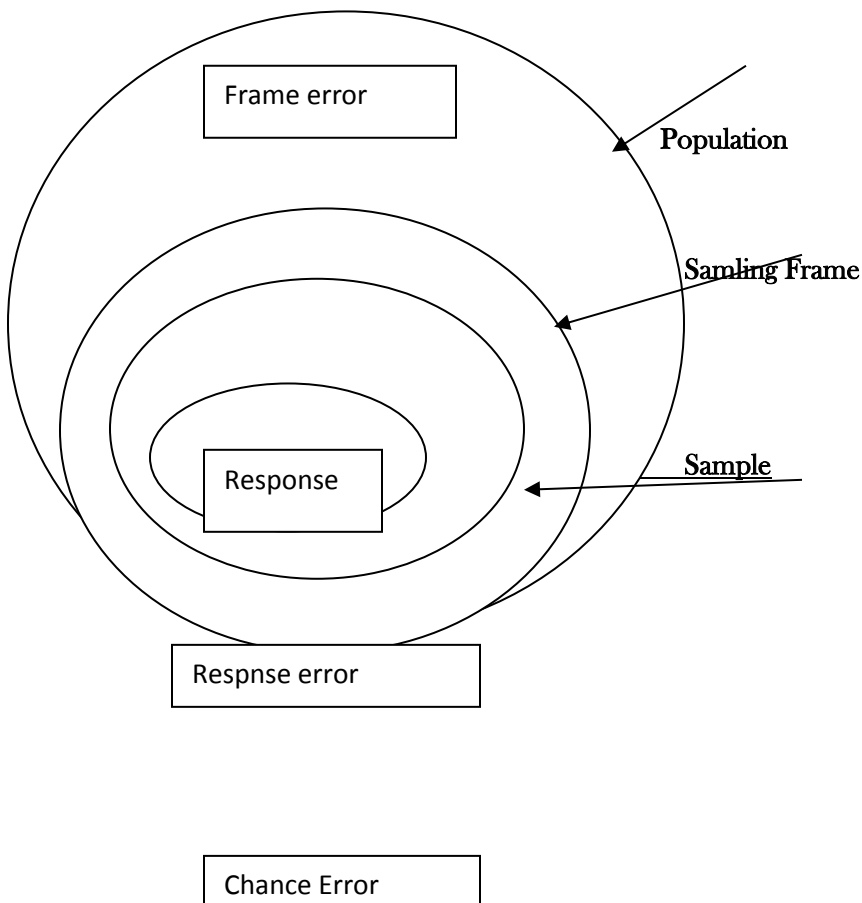 Frame error
Population
Samling Frame
Sample
Response
Respnse error
Chance Error